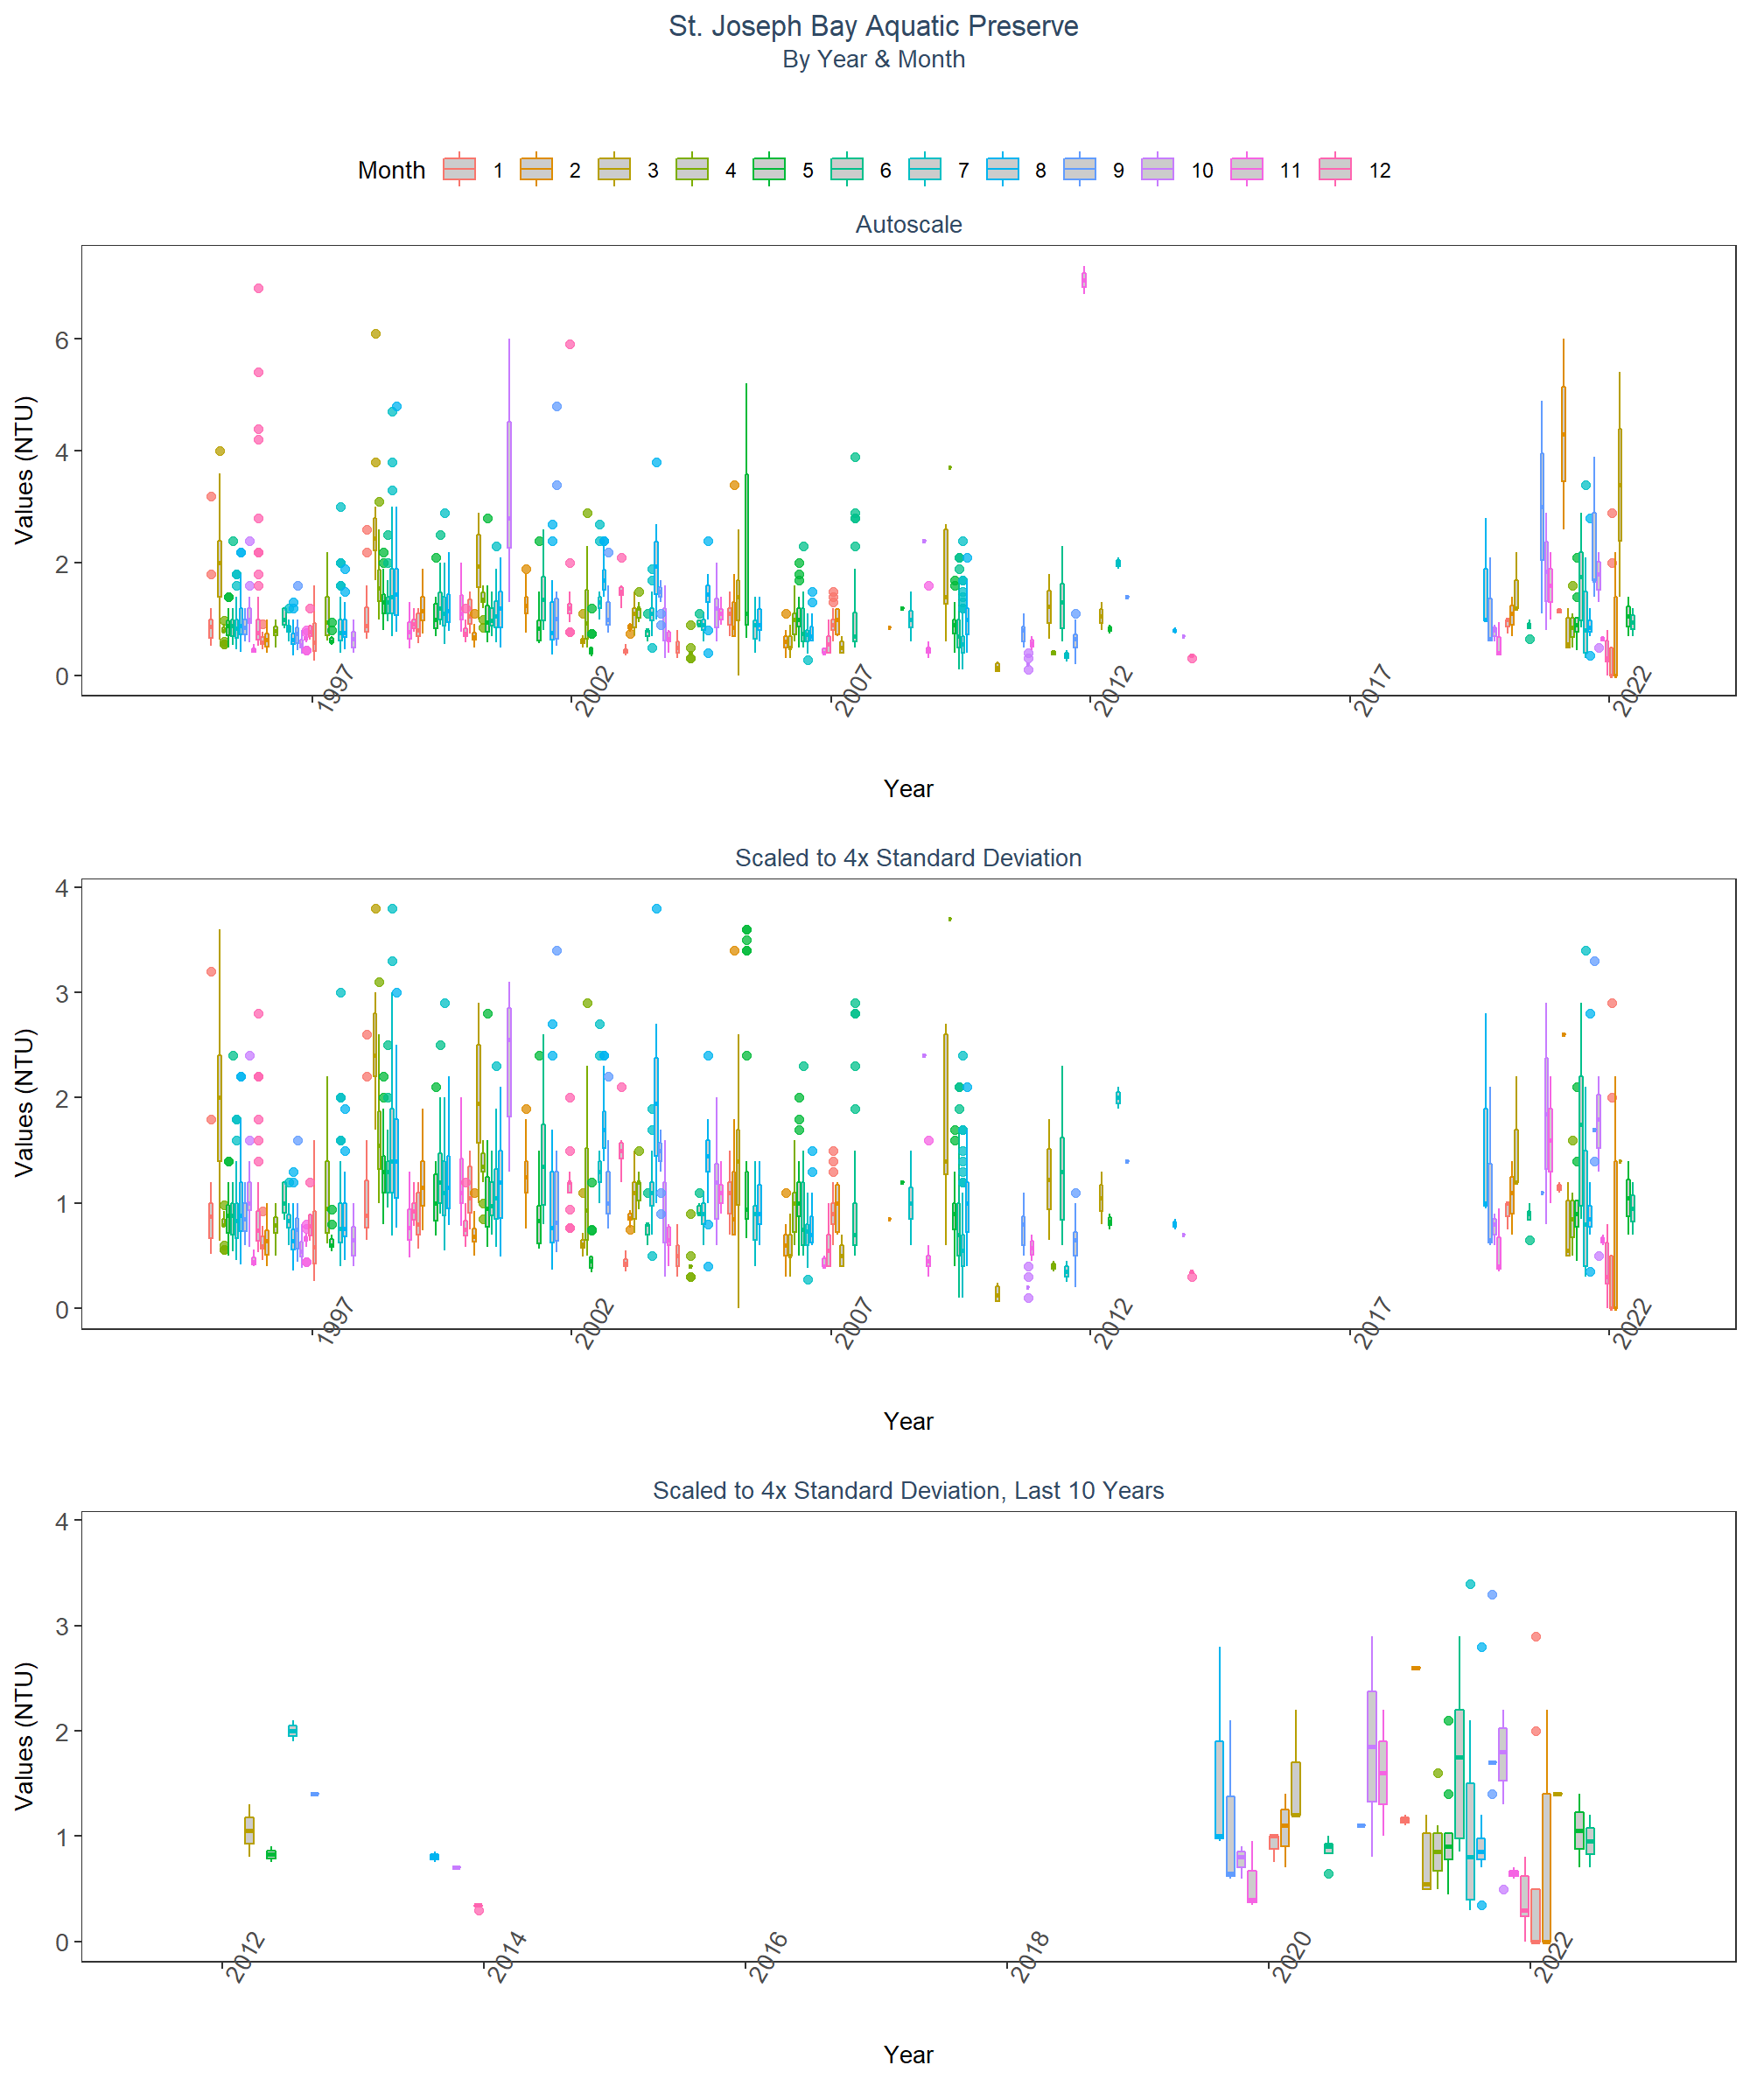 St. Joseph Bay Aquatic Preserve
By Year & Month
Month 1 2 3 4 5 6 7 8 9 10 11 12
Autoscale
Values (NTU)
6
4
2
0
1997 2002 2007 2012 2017 2022
Year
Scaled to 4x Standard Deviation
Values (NTU)
4
3
2
1
0
1997 2002 2007 2012 2017 2022
Year
Scaled to 4x Standard Deviation, Last 10 Years
Values (NTU)
4
3
2
1
0
2012 2014 2016 2018 2020 2022
Year